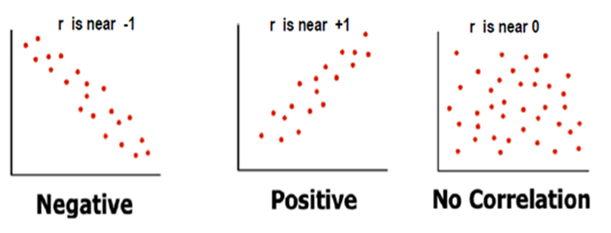 r is near -1
r is near +1
r is near 0
Negative
Positive
No Correlation